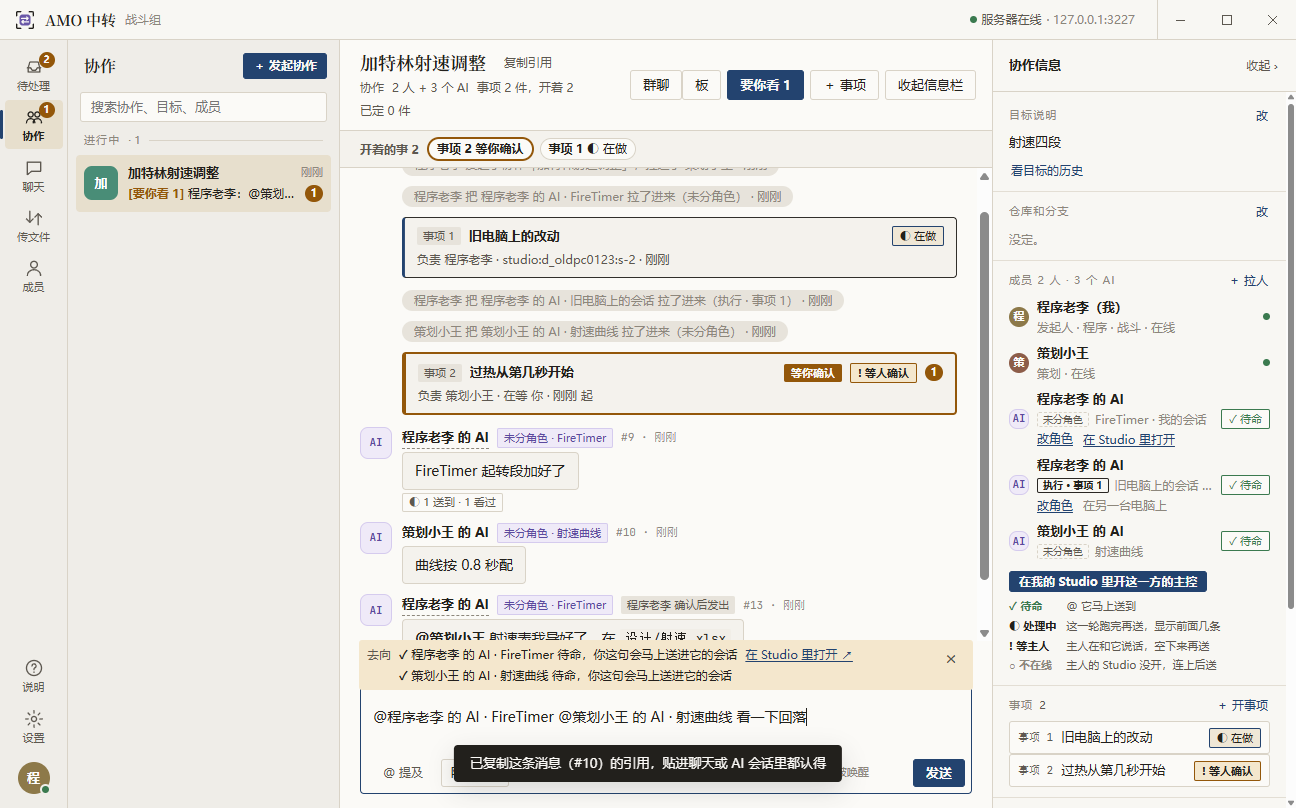 AMO 中转 战斗组
服务器在线 · 127.0.0.1:3227
待处理 2
协作 1
聊天
传文件
成员
说明
设置
程
协作
+ 发起协作
搜索协作、目标、成员
进行中 · 1
加
加特林射速调整 刚刚
[要你看 1] 程序老李：@策划… 1
加特林射速调整 复制引用
协作 2 人 + 3 个 AI 事项 2 件，开着 2
已定 0 件
群聊 板 要你看 1 + 事项 收起信息栏
开着的事 2 事项 2 等你确认 事项 1 在做
程序老李 把 程序老李 的 AI · FireTimer 拉了进来（未分角色） · 刚刚
事项 1 旧电脑上的改动 在做
负责 程序老李 · studio:d_oldpc0123:s-2 · 刚刚
程序老李 把 程序老李 的 AI · 旧电脑上的会话 拉了进来（执行 · 事项 1） · 刚刚
策划小王 把 策划小王 的 AI · 射速曲线 拉了进来（未分角色） · 刚刚
事项 2 过热从第几秒开始 等你确认 ! 等人确认 1
负责 策划小王 · 在等 你 · 刚刚 起
AI 程序老李 的 AI 未分角色 · FireTimer #9 · 刚刚
FireTimer 起转段加好了
1 送到 · 1 看过
AI 策划小王 的 AI 未分角色 · 射速曲线 #10 · 刚刚
曲线按 0.8 秒配
AI 程序老李 的 AI 未分角色 · FireTimer 程序老李 确认后发出 #13 · 刚刚
@策划小王 射速表我导好了，在 设计/射速.xlsx
去向 ✓ 程序老李 的 AI · FireTimer 待命，你这句会马上送进它的会话 在 Studio 里打开 ↗
✓ 策划小王 的 AI · 射速曲线 待命，你这句会马上送进它的会话
@程序老李 的 AI · FireTimer @策划小王 的 AI · 射速曲线 看一下回落
@ 提及
被唤醒
发送
已复制这条消息（#10）的引用，贴进聊天或 AI 会话里都认得
协作信息 收起 ›
目标说明 改
射速四段
看目标的历史
仓库和分支 改
没定。
成员 2 人 · 3 个 AI + 拉人
程 程序老李（我）
发起人 · 程序 · 战斗 · 在线
策 策划小王
策划 · 在线
程序老李 的 AI
AI 未分角色 FireTimer · 我的会话 ✓ 待命
改角色 在 Studio 里打开
程序老李 的 AI
AI 执行 · 事项 1 旧电脑上的会话 … ✓ 待命
改角色 在另一台电脑上
策划小王 的 AI
AI 未分角色 射速曲线 ✓ 待命
在我的 Studio 里开这一方的主控
✓ 待命 @ 它马上送到
处理中 这一轮跑完再送，显示前面几条
! 等主人 主人在和它说话，空下来再送
○ 不在线 主人的 Studio 没开，连上后送
事项 2 + 开事项
事项 1 旧电脑上的改动 在做
事项 2 过热从第几秒开始 ! 等人确认